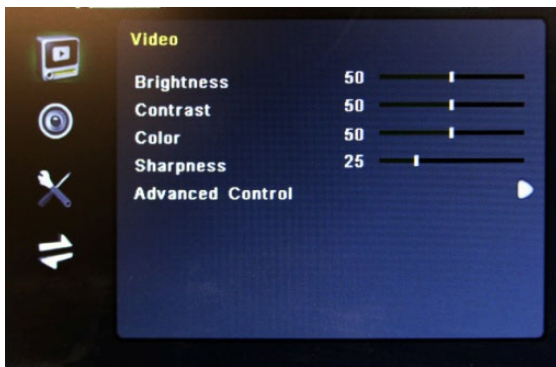 Video
Brightness 50
Contrast 50
Color 50
Sharpness 25
Advanced Control